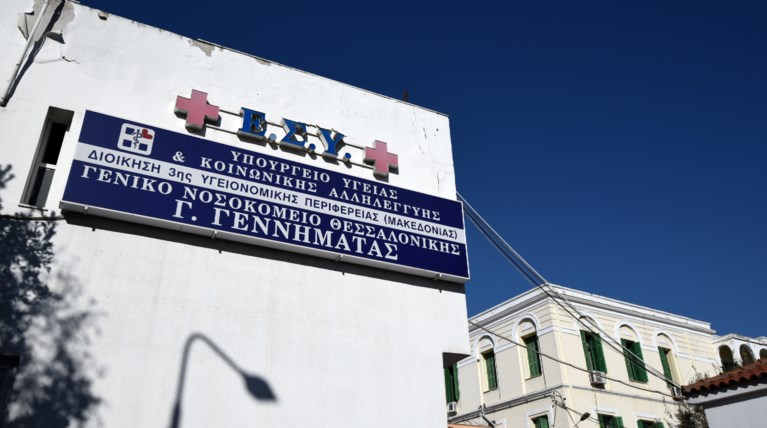 Ε.Σ.Υ.
ΥΠΟΥΡΓΕΙΟ ΥΓΕΙΑΣ
& ΚΟΙΝΩΝΙΚΗΣ ΑΛΛΗΛΕΓΓΥΗΣ
ΔΙΟΙΚΗΣΗ 3ης ΥΓΕΙΟΝΟΜΙΚΗΣ ΠΕΡΙΦΕΡΕΙΑΣ (ΜΑΚΕΔΟΝΙΑΣ)
ΓΕΝΙΚΟ ΝΟΣΟΚΟΜΕΙΟ ΘΕΣΣΑΛΟΝΙΚΗΣ
Γ. ΓΕΝΝΗΜΑΤΑΣ